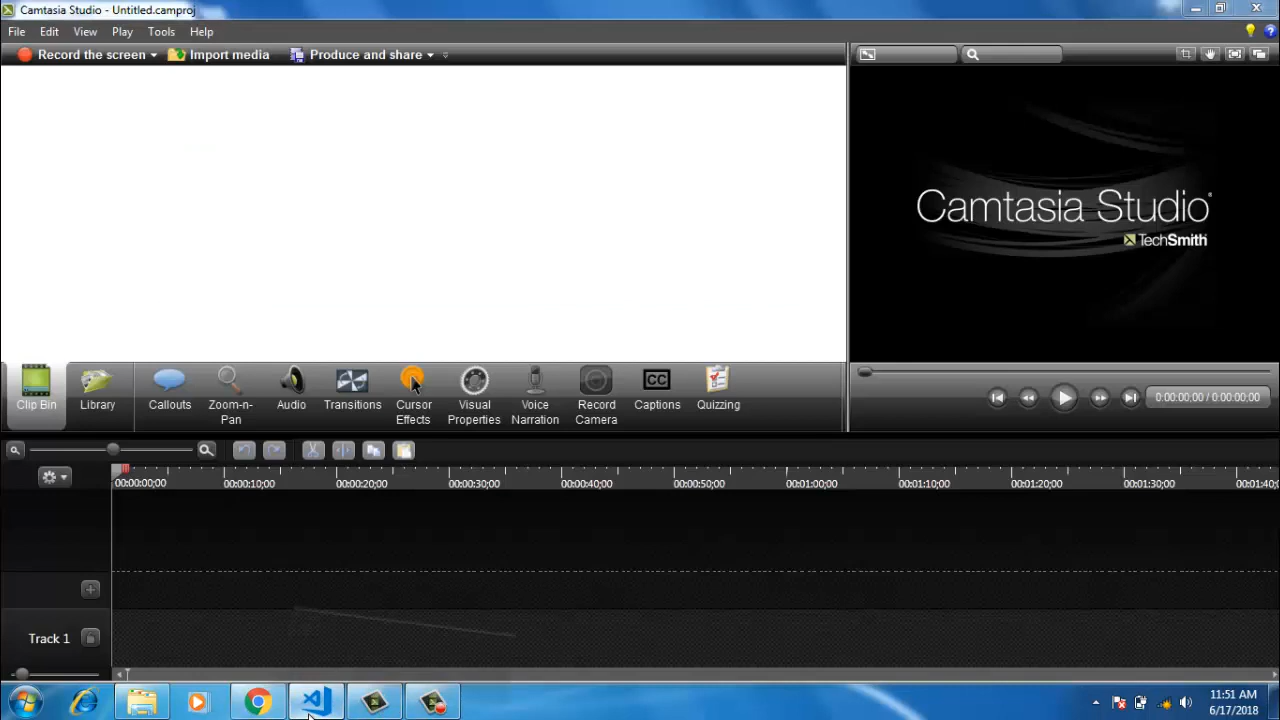 Camtasia Studio - Untitled.camproj
File Edit View Play Tools Help
Record the screen Import media Produce and share
Camtasia Studio®
TechSmith
Clip Bin
Library
Callouts
Zoom-n-
Pan
Audio
Transitions
Cursor
Effects
Visual
Properties
Voice
Narration
Record
Camera
CC
Captions
Quizzing
0:00:00;00 / 0:00:00;00
00:00:00;00 00:00:10;00 00:00:20;00 00:00:30;00 00:00:40;00 00:00:50;00 00:01:00;00 00:01:10;00 00:01:20;00 00:01:30;00 00:01:40;
Track 1
11:51 AM
6/17/2018